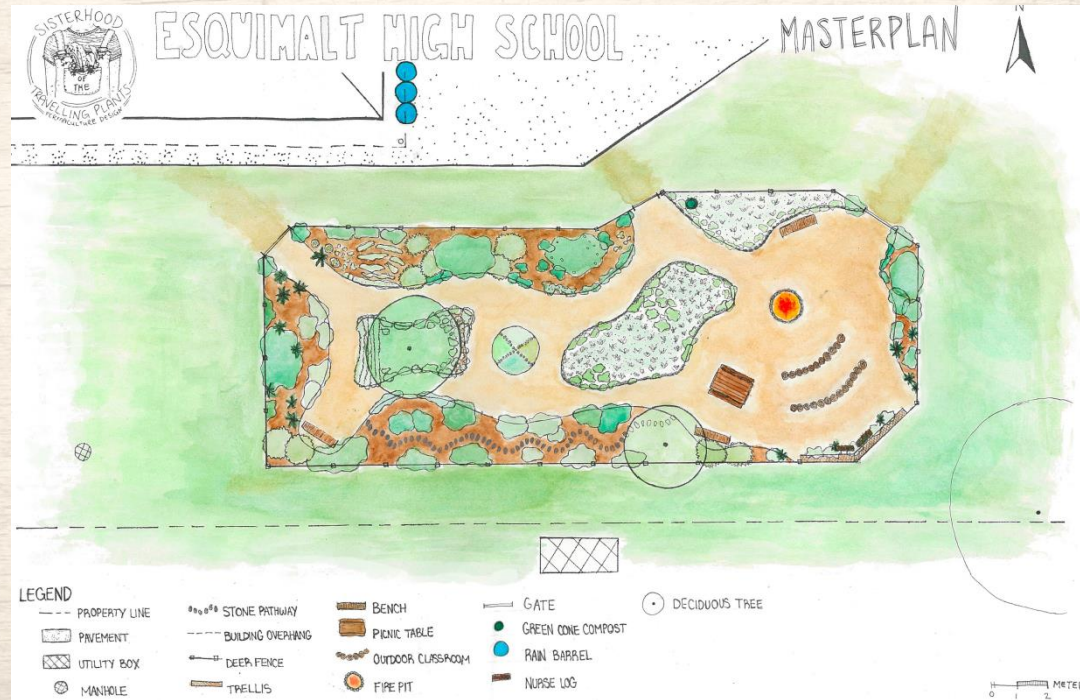 SISTERHOOD
OF
THE
TRAVELLING PLANTS
PERMACULTURE DESIGN
ESQUIMALT HIGH SCHOOL
MASTERPLAN
N
LEGEND
PROPERTY LINE
PAVEMENT
UTILITY BOX
MANHOLE
STONE PATHWAY
BUILDING OVERHANG
DEER FENCE
TRELLIS
BENCH
PICNIC TABLE
OUTDOOR CLASSROOM
FIRE PIT
GATE
GREEN CONE COMPOST
RAIN BARREL
NURSE LOG
DECIDUOUS TREE
METE
0 1 2